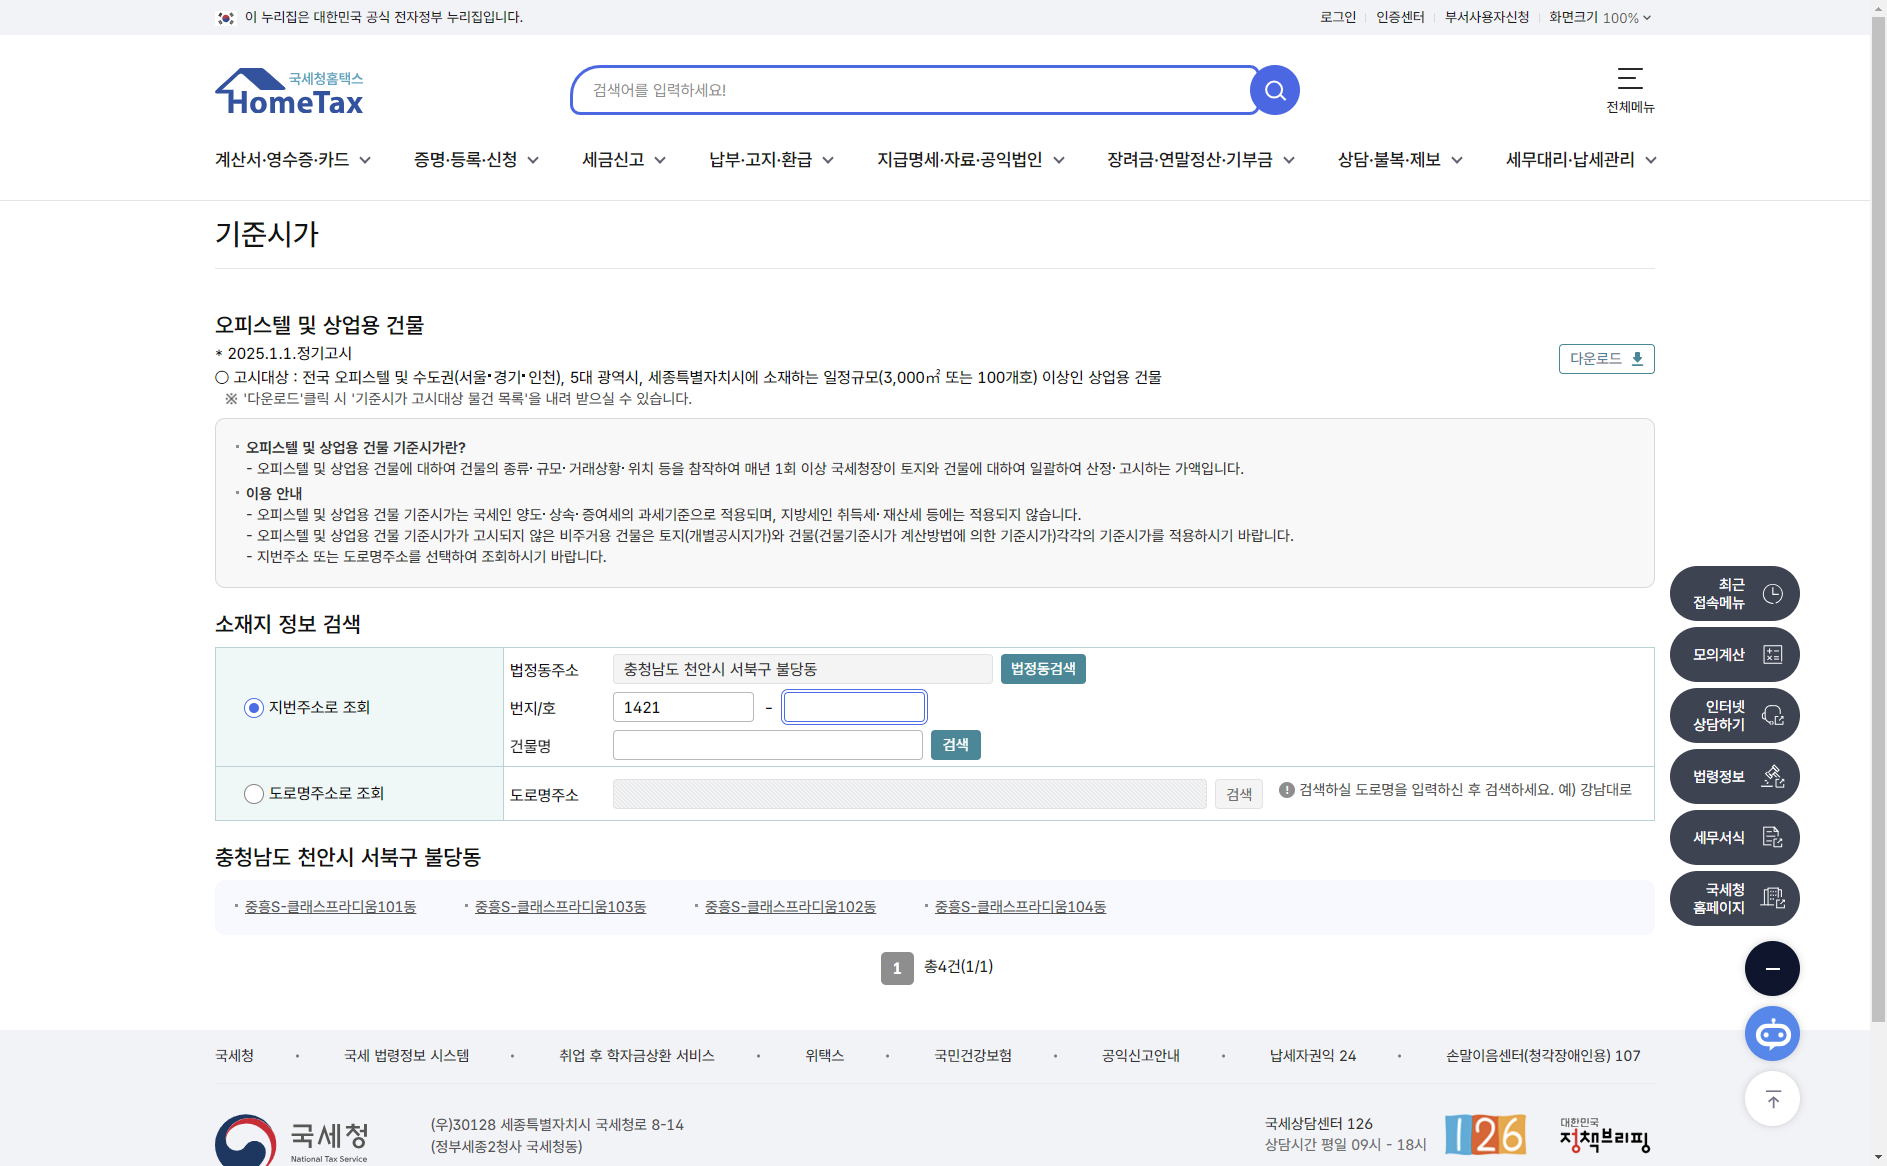 이 누리집은 대한민국 공식 전자정부 누리집입니다.
로그인 인증센터 부서사용자신청 화면크기 100%
국세청홈택스
HomeTax
검색어를 입력하세요!
전체메뉴
계산서·영수증·카드 증명·등록·신청 세금신고 납부·고지·환급 지급명세·자료·공익법인 장려금·연말정산·기부금 상담·불복·제보 세무대리·납세관리
기준시가
오피스텔 및 상업용 건물
* 2025.1.1.정기고시
다운로드
○ 고시대상 : 전국 오피스텔 및 수도권(서울·경기·인천), 5대 광역시, 세종특별자치시에 소재하는 일정규모(3,000㎡ 또는 100개호) 이상인 상업용 건물
※ '다운로드'클릭 시 '기준시가 고시대상 물건 목록'을 내려 받으실 수 있습니다.
· 오피스텔 및 상업용 건물 기준시가란?
- 오피스텔 및 상업용 건물에 대하여 건물의 종류· 규모· 거래상황· 위치 등을 참작하여 매년 1회 이상 국세청장이 토지와 건물에 대하여 일괄하여 산정· 고시하는 가액입니다.
· 이용 안내
- 오피스텔 및 상업용 건물 기준시가는 국세인 양도· 상속· 증여세의 과세기준으로 적용되며, 지방세인 취득세· 재산세 등에는 적용되지 않습니다.
- 오피스텔 및 상업용 건물 기준시가가 고시되지 않은 비주거용 건물은 토지(개별공시지가)와 건물(건물기준시가 계산방법에 의한 기준시가)각각의 기준시가를 적용하시기 바랍니다.
- 지번주소 또는 도로명주소를 선택하여 조회하시기 바랍니다.
소재지 정보 검색
지번주소로 조회
법정동주소 충청남도 천안시 서북구 불당동 법정동검색
번지/호 1421 -
건물명 검색
도로명주소로 조회
도로명주소 검색 검색하실 도로명을 입력하신 후 검색하세요. 예) 강남대로
충청남도 천안시 서북구 불당동
· 중흥S-클래스프라디움101동 · 중흥S-클래스프라디움103동 · 중흥S-클래스프라디움102동 · 중흥S-클래스프라디움104동
1 총4건(1/1)
최근
접속메뉴
모의계산
인터넷
상담하기
법령정보
세무서식
국세청
홈페이지
국세청 · 국세 법령정보 시스템 · 취업 후 학자금상환 서비스 · 위택스 · 국민건강보험 · 공익신고안내 · 납세자권익 24 · 손말이음센터(청각장애인용) 107
국세청
National Tax Service
(우)30128 세종특별자치시 국세청로 8-14
(정부세종2청사 국세청동)
국세상담센터 126
상담시간 평일 09시 - 18시
126
대한민국
정책브리핑